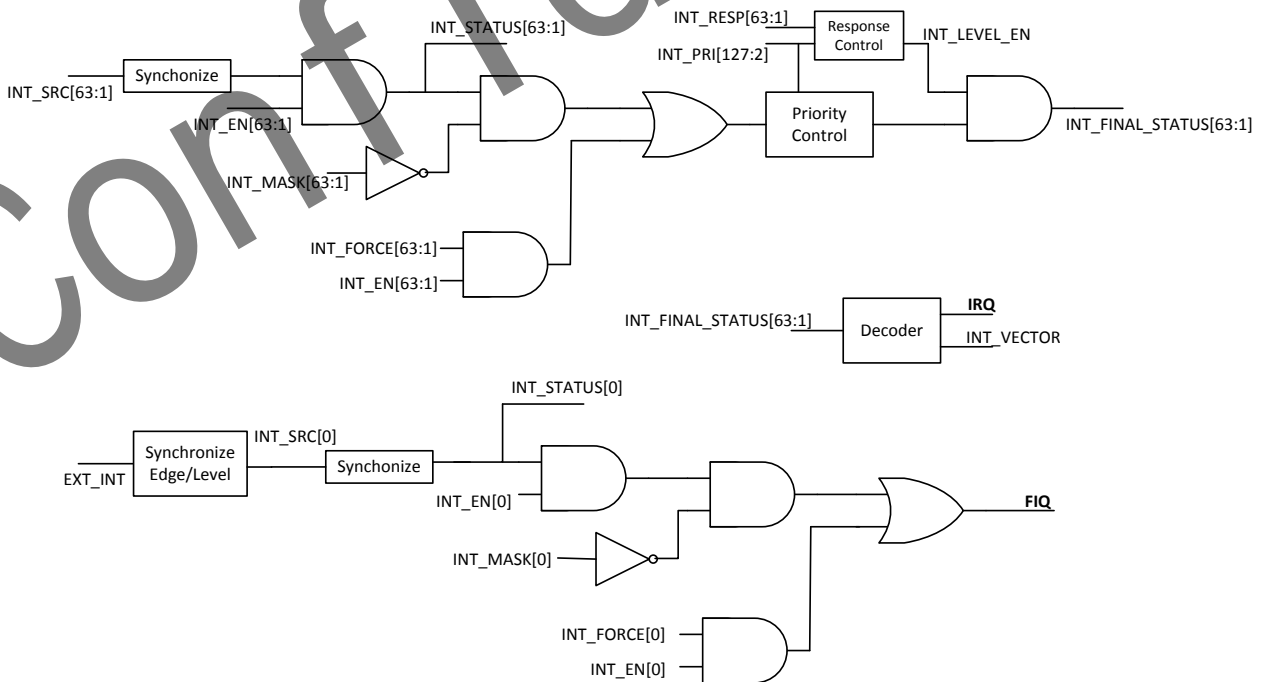 INT_STATUS[63:1]
INT_RESP[63:1]
Response
Control
INT_LEVEL_EN
INT_PRI[127:2]
Synchonize
INT_SRC[63:1]
INT_EN[63:1]
Priority
Control
INT_FINAL_STATUS[63:1]
INT_MASK[63:1]
INT_FORCE[63:1]
INT_EN[63:1]
INT_FINAL_STATUS[63:1]
Decoder
IRQ
INT_VECTOR
INT_STATUS[0]
EXT_INT
Synchronize
Edge/Level
INT_SRC[0]
Synchonize
INT_EN[0]
FIQ
INT_MASK[0]
INT_FORCE[0]
INT_EN[0]